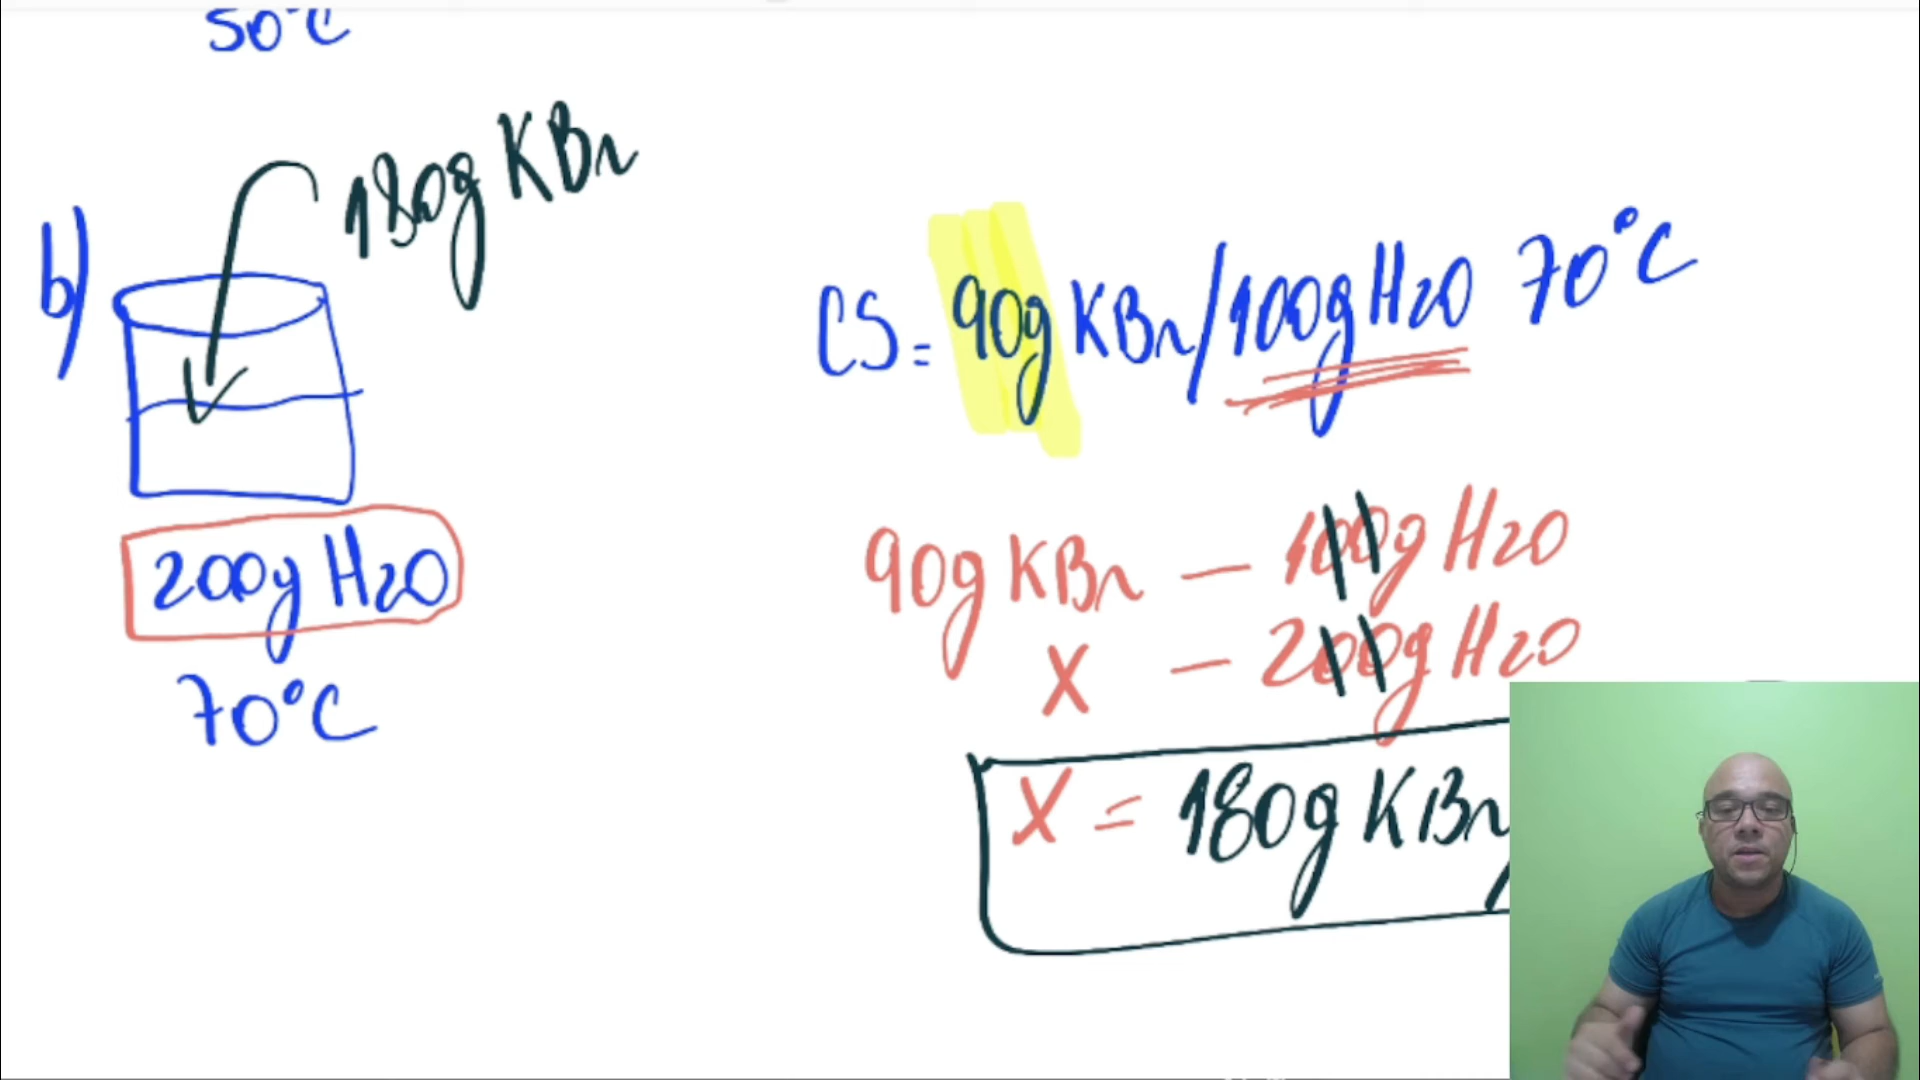 50°C
180g KBr
b)
CS = 90g KBr/100g H2O 70°C
200g H2O
70°C
90g KBr — 100g H2O
X — 200g H2O
X = 180g KBr